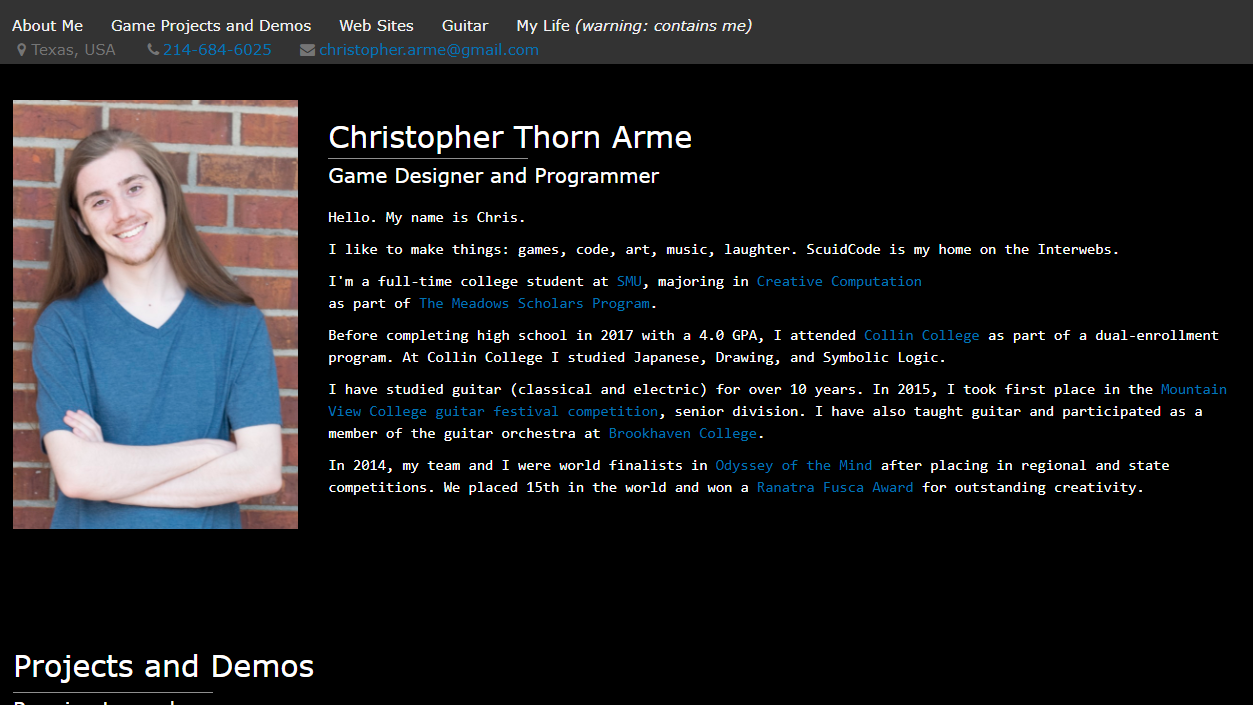 About Me Game Projects and Demos Web Sites Guitar My Life (warning: contains me)
Texas, USA 214-684-6025 christopher.arme@gmail.com
Christopher Thorn Arme
Game Designer and Programmer
Hello. My name is Chris.
I like to make things: games, code, art, music, laughter. ScuidCode is my home on the Interwebs.
I'm a full-time college student at SMU, majoring in Creative Computation
as part of The Meadows Scholars Program.
Before completing high school in 2017 with a 4.0 GPA, I attended Collin College as part of a dual-enrollment
program. At Collin College I studied Japanese, Drawing, and Symbolic Logic.
I have studied guitar (classical and electric) for over 10 years. In 2015, I took first place in the Mountain
View College guitar festival competition, senior division. I have also taught guitar and participated as a
member of the guitar orchestra at Brookhaven College.
In 2014, my team and I were world finalists in Odyssey of the Mind after placing in regional and state
competitions. We placed 15th in the world and won a Ranatra Fusca Award for outstanding creativity.
Projects and Demos